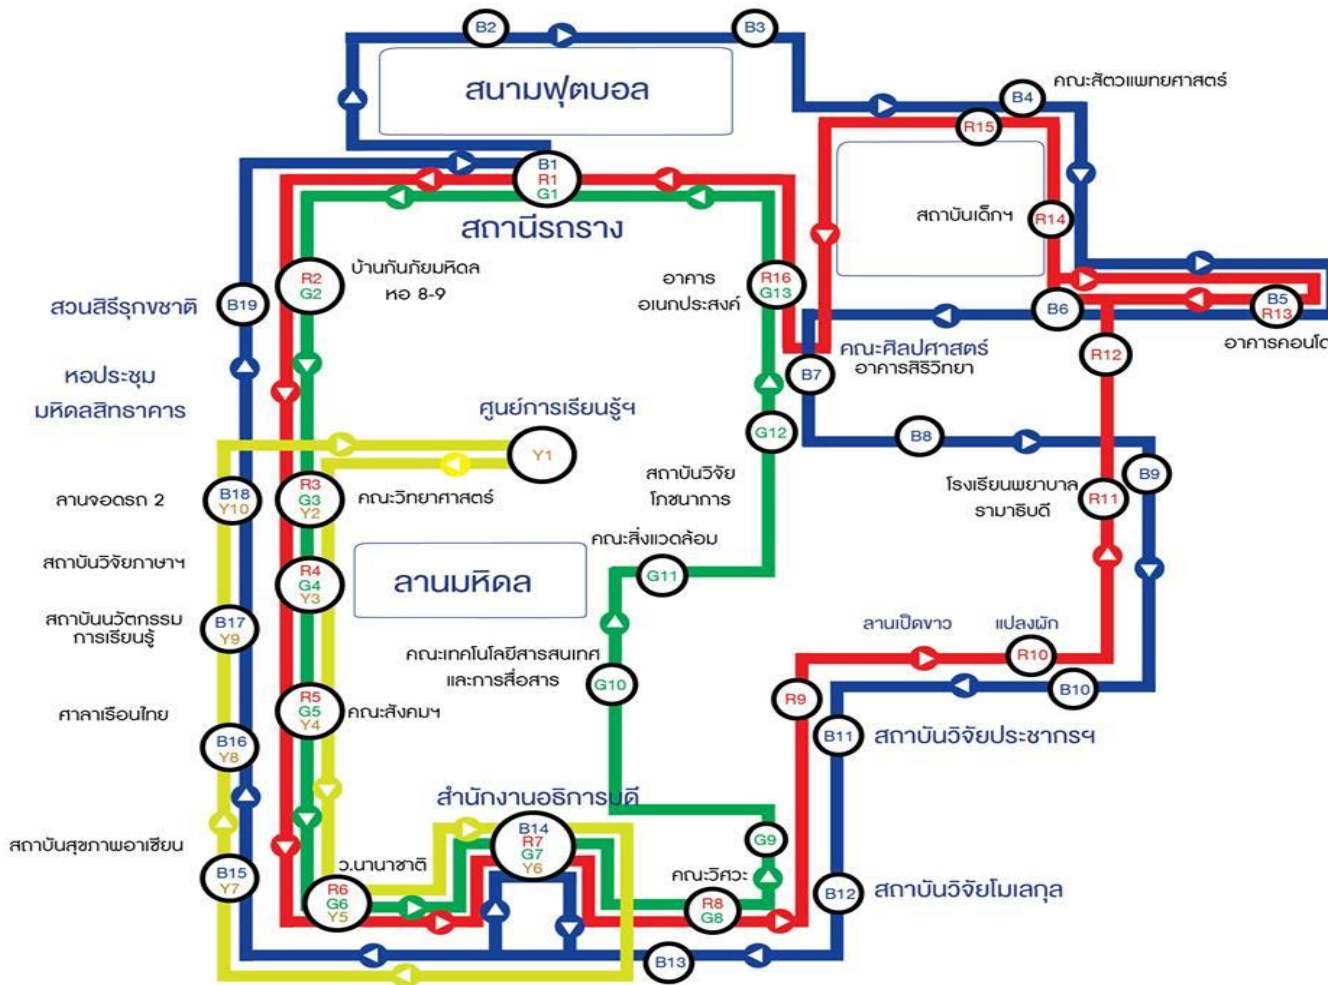 B2
B3
สนามฟุตบอล
B4
คณะสัตวแพทยศาสตร์
R15
B1
R1
G1
สถานีรถราง
สถาบันเด็กฯ
R14
R2
G2
บ้านกันภัยมหิดล
หอ 8-9
อาคาร
อเนกประสงค์
R16
G13
สวนสิรีรุกขชาติ
B19
B6
B5
R13
อาคารคอนโด
คณะศิลปศาสตร์
อาคารสิริวิทยา
R12
B7
หอประชุม
มหิดลสิทธาคาร
ศูนย์การเรียนรู้ฯ
Y1
G12
B8
B9
ลานจอดรถ 2
B18
Y10
R3
G3
Y2
คณะวิทยาศาสตร์
สถาบันวิจัย
โภชนาการ
โรงเรียนพยาบาล
รามาธิบดี
R11
คณะสิ่งแวดล้อม
G11
สถาบันวิจัยภาษาฯ
R4
G4
Y3
ลานมหิดล
สถาบันนวัตกรรม
การเรียนรู้
B17
Y9
ลานเป็ดขาว
แปลงผัก
R10
คณะเทคโนโลยีสารสนเทศ
และการสื่อสาร
G10
R9
B10
ศาลาเรือนไทย
B16
Y8
R5
G5
Y4
คณะสังคมฯ
B11
สถาบันวิจัยประชากรฯ
สำนักงานอธิการบดี
B14
R7
G7
Y6
G9
สถาบันสุขภาพอาเซียน
B15
Y7
ว.นานาชาติ
R6
G6
Y5
คณะวิศวะ
R8
G8
B12
สถาบันวิจัยโมเลกุล
B13